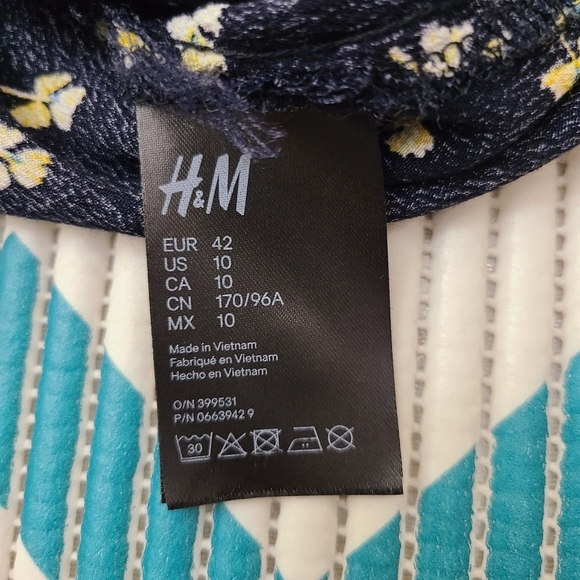 H&M
EUR 42
US 10
CA 10
CN 170/96A
MX 10
Made in Vietnam
Fabriqué en Vietnam
Hecho en Vietnam
O/N 399531
P/N 0663942 9
30